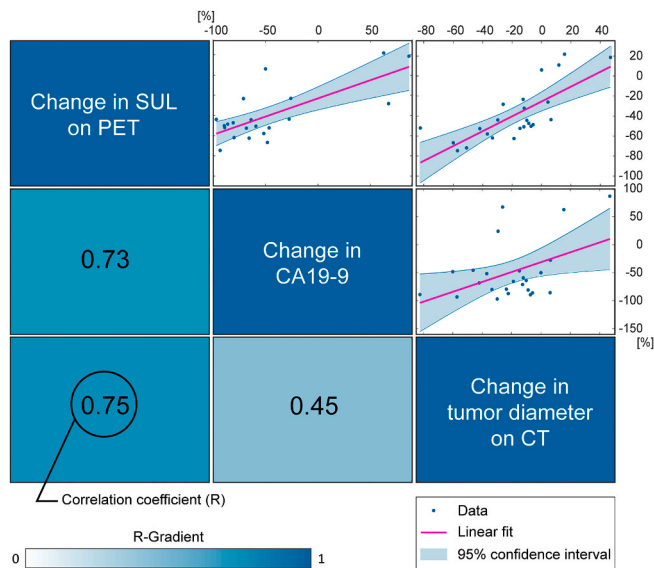 [%]
[%]
-100
-50
0
50
-80
-60
-40
-20
0
20
40
Change in SUL
on PET
20
0
-20
-40
-60
-80
-100
0.73
Change in
CA19-9
100
50
0
-50
-100
-150
[%]
0.75
0.45
Change in
tumor diameter
on CT
Correlation coefficient (R)
R-Gradient
0
1
Data
Linear fit
95% confidence interval